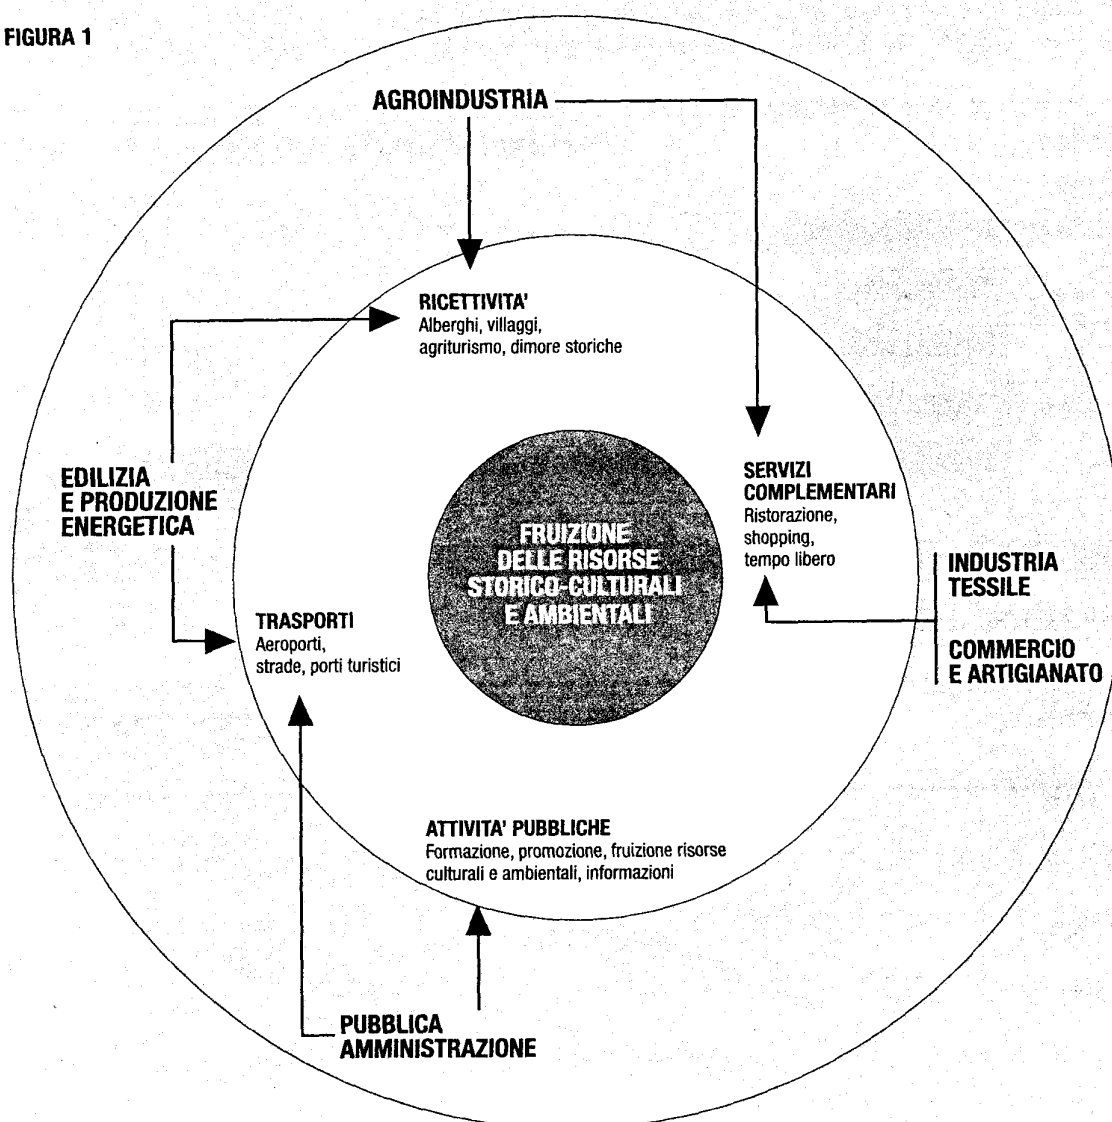 FIGURA 1
AGROINDUSTRIA
RICETTIVITA'
Alberghi, villaggi,
agriturismo, dimore storiche
EDILIZIA
E PRODUZIONE
ENERGETICA
SERVIZI
COMPLEMENTARI
Ristorazione,
shopping,
tempo libero
FRUIZIONE
DELLE RISORSE
STORICO-CULTURALI
E AMBIENTALI
INDUSTRIA
TESSILE
COMMERCIO
E ARTIGIANATO
TRASPORTI
Aeroporti,
strade, porti turistici
ATTIVITA' PUBBLICHE
Formazione, promozione, fruizione risorse
culturali e ambientali, informazioni
PUBBLICA
AMMINISTRAZIONE